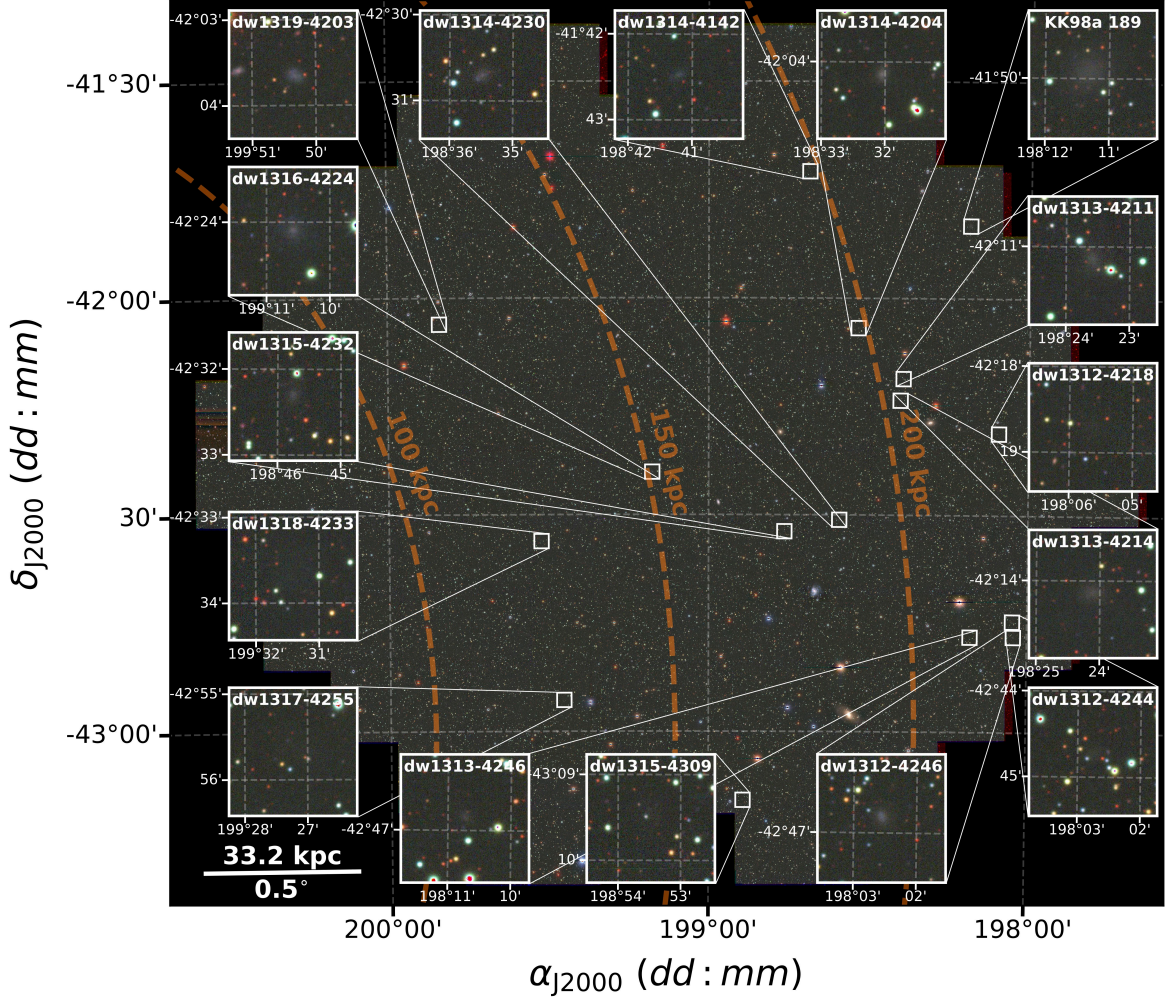 dw1319-4203
-42°03'
04'
199°51'
50'
dw1314-4230
-42°30'
31'
198°36'
35'
dw1314-4142
-41°42'
43'
198°42'
41'
dw1314-4204
-42°04'
198°33'
32'
KK98a 189
-41°50'
198°12'
11'
dw1316-4224
-42°24'
199°11'
10'
dw1313-4211
-42°11'
198°24'
23'
dw1315-4232
-42°32'
33'
198°46'
45'
dw1312-4218
-42°18'
19'
198°06'
05'
dw1318-4233
-42°33'
34'
199°32'
31'
dw1313-4214
-42°14'
198°25'
24'
dw1317-4255
-42°55'
56'
199°28'
27'
dw1313-4246
-42°47'
198°11'
10'
dw1315-4309
43°09'
10'
198°54'
53'
dw1312-4246
-42°47'
198°03'
02'
dw1312-4244
-42°44'
45'
198°03'
02'
100 kpc
150 kpc
200 kpc
33.2 kpc
0.5°
-41°30'
-42°00'
30'
-43°00'
δJ2000 (dd : mm)
200°00'
199°00'
198°00'
αJ2000 (dd : mm)